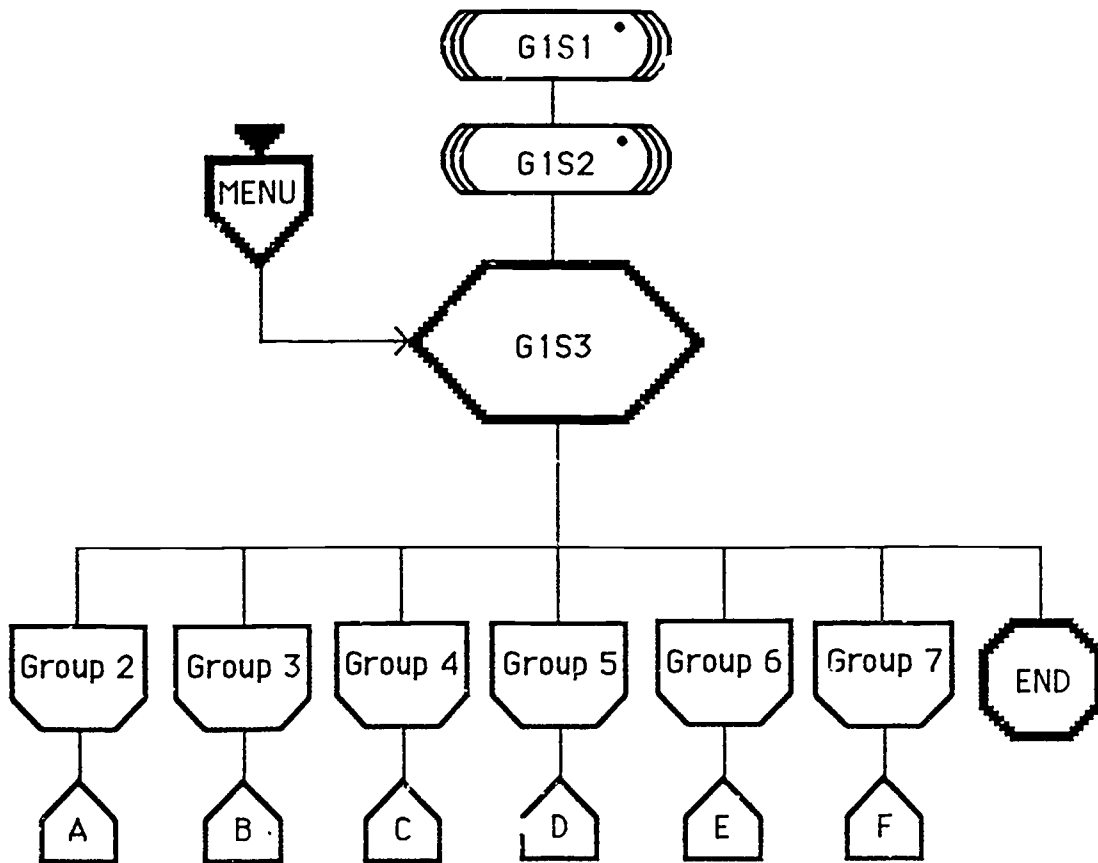 G1S1
G1S2
MENU
G1S3
Group 2
Group 3
Group 4
Group 5
Group 6
Group 7
END
A
B
C
D
E
F